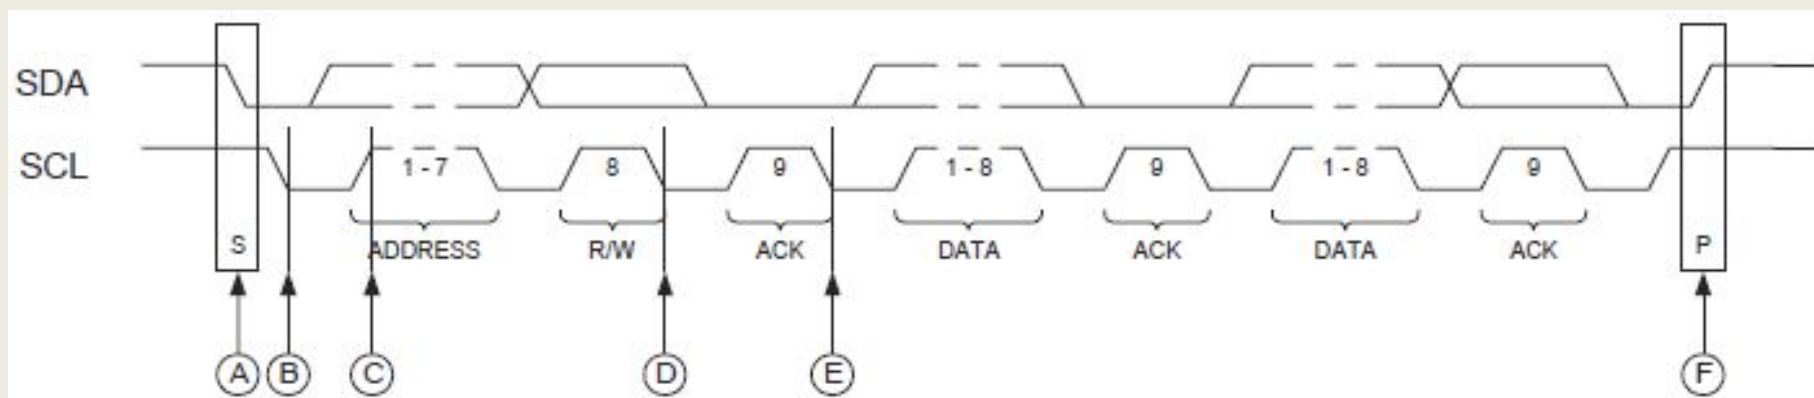 SDA
SCL
1 - 7 8 9 1 - 8 9 1 - 8 9
S ADDRESS R/W ACK DATA ACK DATA ACK P
A B C D E F